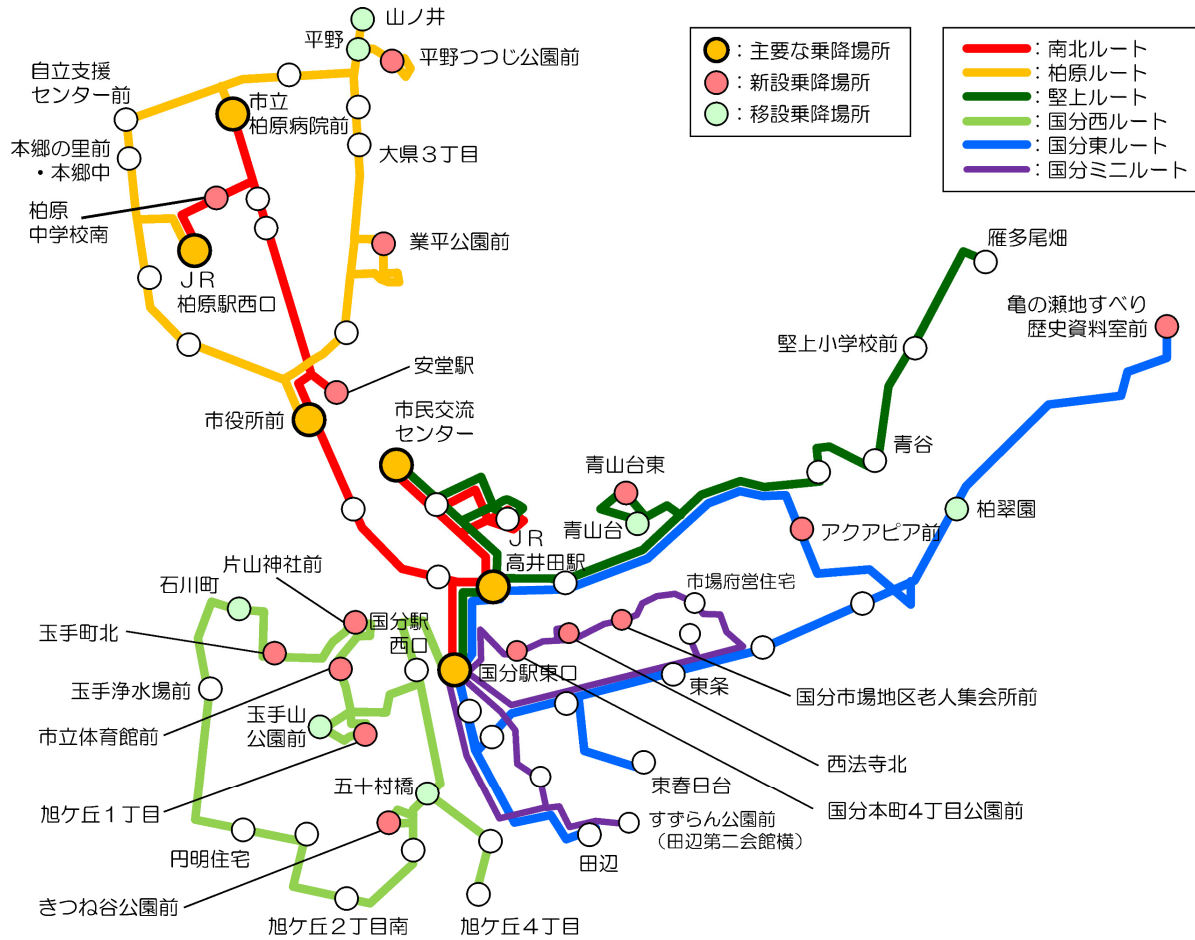 山ノ井
平野
平野つつじ公園前
自立支援
センター前
市立
柏原病院前
本郷の里前
・本郷中
大県３丁目
柏原
中学校南
ＪＲ
柏原駅西口
業平公園前
安堂駅
市役所前
市民交流
センター
：主要な乗降場所
：新設乗降場所
：移設乗降場所
：南北ルート
：柏原ルート
：堅上ルート
：国分西ルート
：国分東ルート
：国分ミニルート
雁多尾畑
亀の瀬地すべり
歴史資料室前
堅上小学校前
青谷
青山台東
青山台
柏翠園
アクアピア前
ＪＲ
高井田駅
市場府営住宅
片山神社前
石川町
国分駅
西口
玉手町北
国分駅東口
玉手浄水場前
東条
国分市場地区老人集会所前
市立体育館前
玉手山
公園前
西法寺北
五十村橋
東春日台
旭ケ丘１丁目
国分本町4丁目公園前
すずらん公園前
（田辺第二会館横）
円明住宅
田辺
きつね谷公園前
旭ケ丘２丁目南
旭ケ丘４丁目